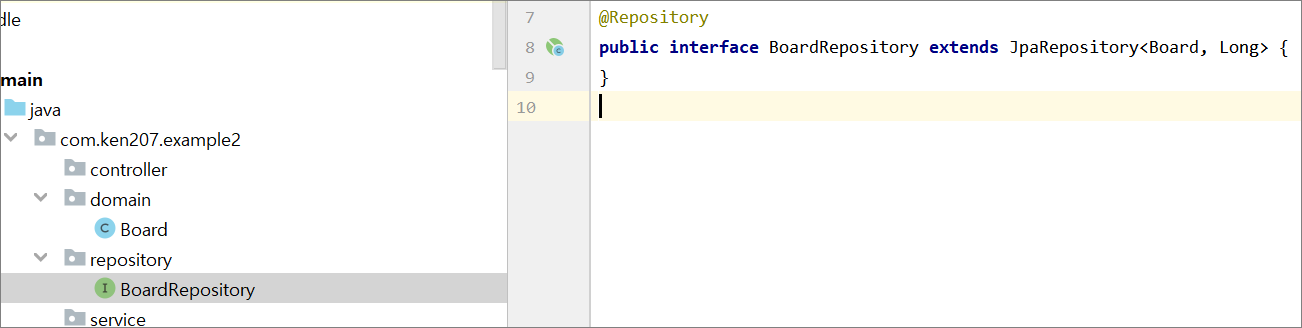 dle
main
java
com.ken207.example2
controller
domain
C Board
repository
I BoardRepository
service
7 @Repository
8 public interface BoardRepository extends JpaRepository<Board, Long> {
9 }
10